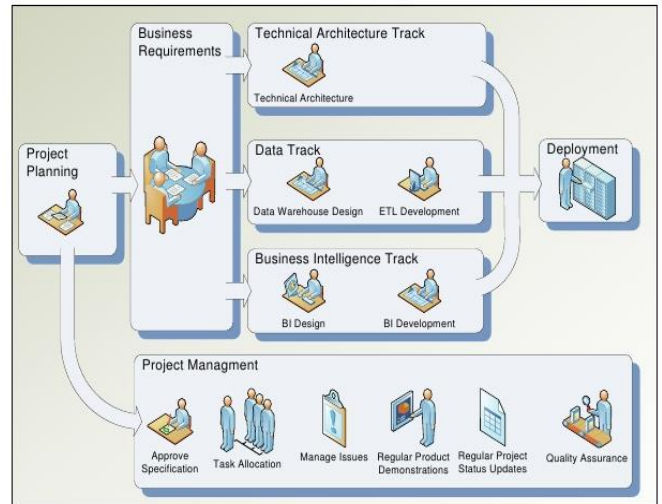 Business
Requirements
Technical Architecture Track
Technical Architecture
Project
Planning
Data Track
Data Warehouse Design
ETL Development
Deployment
Business Intelligence Track
BI Design
BI Development
Project Managment
Approve
Specification
Task Allocation
Manage Issues
Regular Product
Demonstrations
Regular Project
Status Updates
Quality Assurance